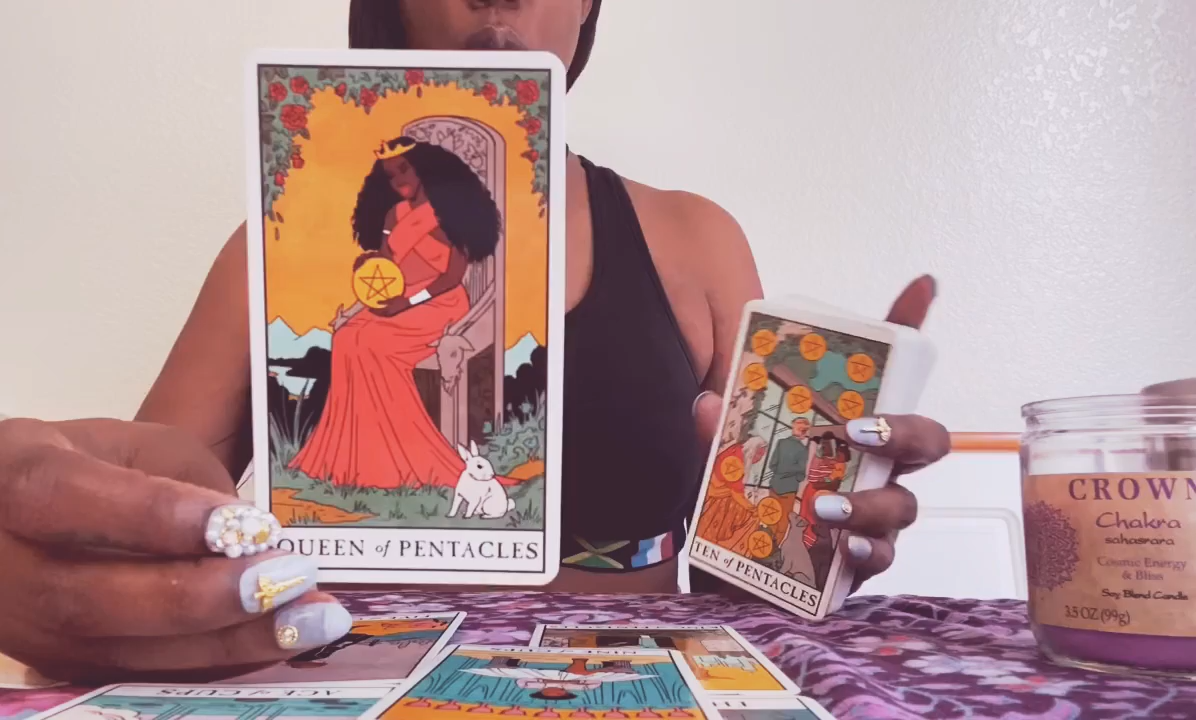 QUEEN of PENTACLES
TEN of PENTACLES
CROWN
Chakra
sahasrara
Cosmic Energy
& Bliss
Soy Blend Candle
3.5 OZ (99g)
ACE of CUPS